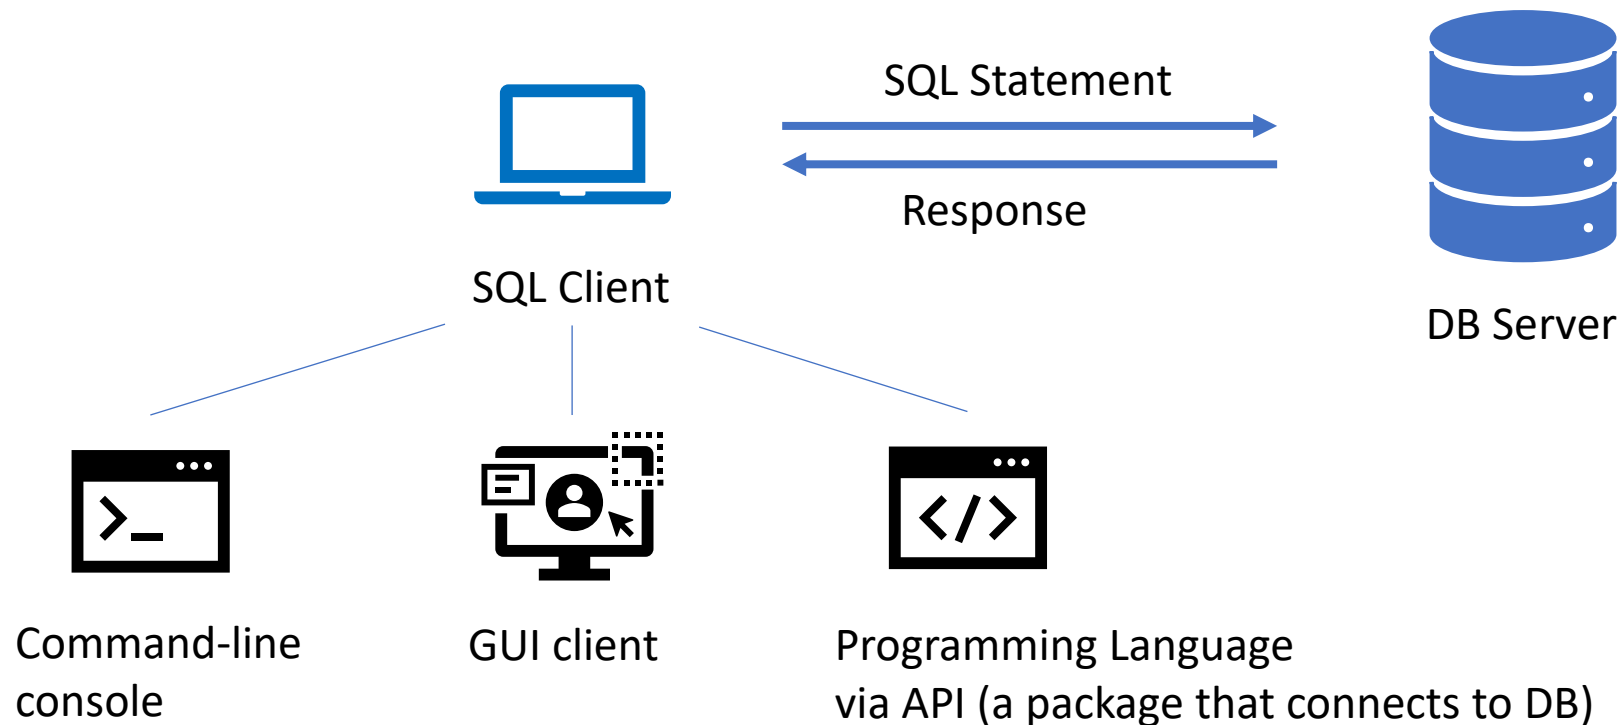 SQL Statement
Response
SQL Client
DB Server
Command-line
console
GUI client
Programming Language
via API (a package that connects to DB)